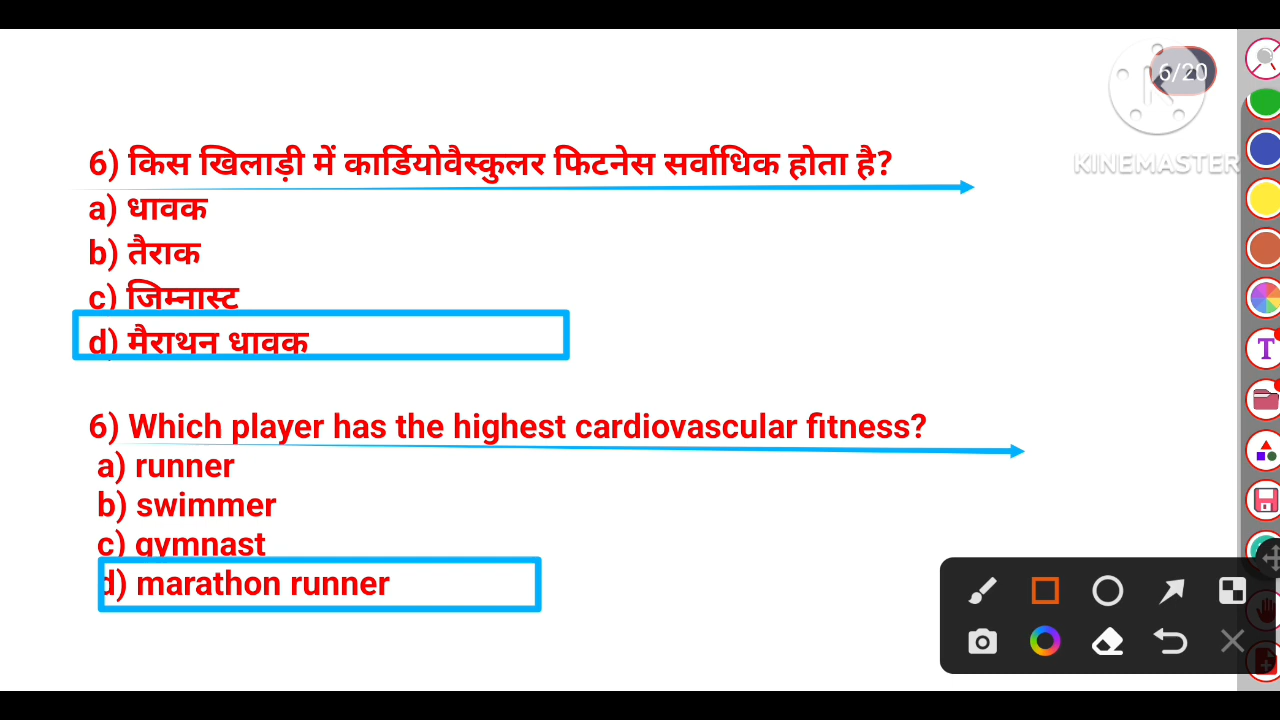 6/20
KINEMASTER
6) किस खिलाड़ी में कार्डियोवैस्कुलर फिटनेस सर्वाधिक होता है?
a) धावक
b) तैराक
c) जिम्नास्ट
d) मैराथन धावक
6) Which player has the highest cardiovascular fitness?
a) runner
b) swimmer
c) gymnast
d) marathon runner
T